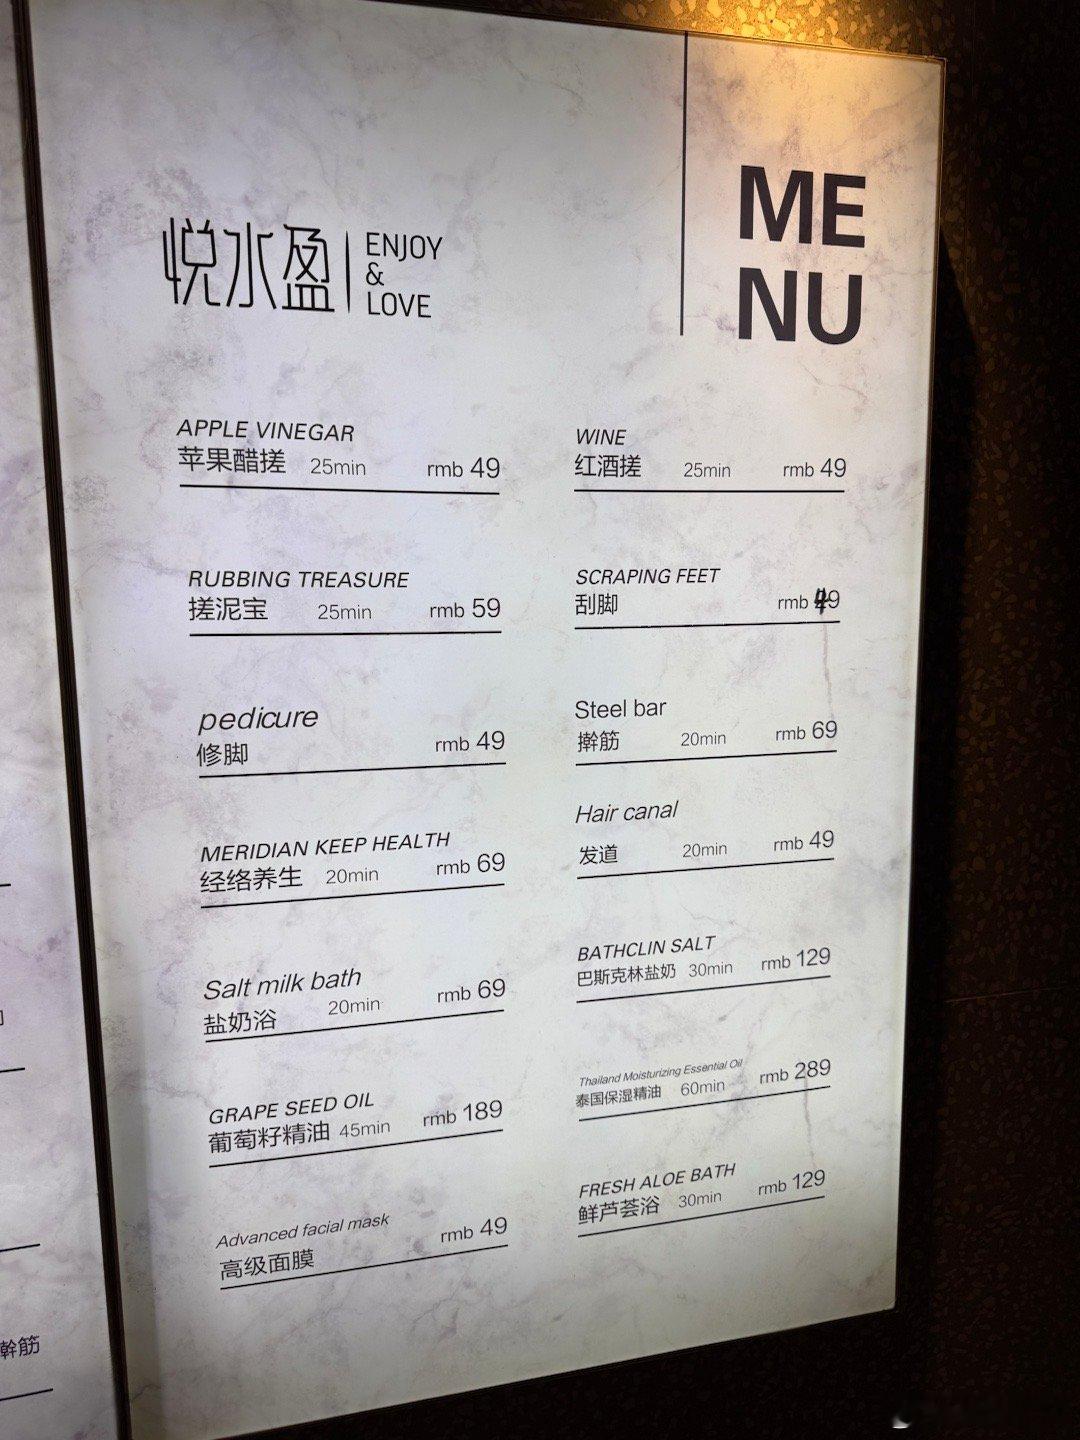 悦水盈
ENJOY
&
LOVE
ME
NU
APPLE VINEGAR
苹果醋搓 25min rmb 49
RUBBING TREASURE
搓泥宝 25min rmb 59
pedicure
修脚 rmb 49
MERIDIAN KEEP HEALTH
经络养生 20min rmb 69
Salt milk bath
盐奶浴 20min rmb 69
GRAPE SEED OIL
葡萄籽精油 45min rmb 189
Advanced facial mask
高级面膜 rmb 49
WINE
红酒搓 25min rmb 49
SCRAPING FEET
刮脚 rmb 49
Steel bar
擀筋 20min rmb 69
Hair canal
发道 20min rmb 49
BATHCLIN SALT
巴斯克林盐奶 30min rmb 129
Thailand Moisturizing Essential Oil
泰国保湿精油 60min rmb 289
FRESH ALOE BATH
鲜芦荟浴 30min rmb 129
筋